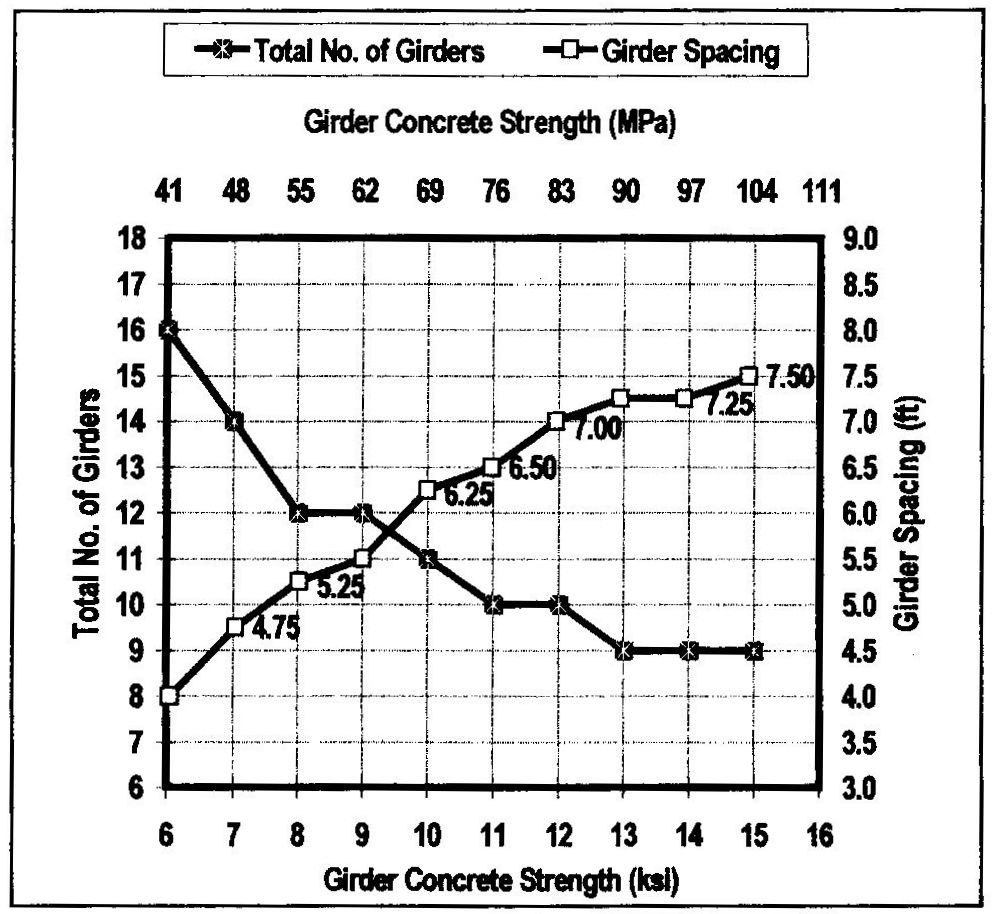 Total No. of Girders Girder Spacing
Girder Concrete Strength (MPa)
41 48 55 62 69 76 83 90 97 104 111
18 9.0
17 8.5
16 8.0
15 7.50 7.5
7.25
14 7.00 7.0
13 6.50 6.5
6.25
12 6.0
11 5.5
5.25
10 5.0
4.75
9 4.5
8 4.0
7 3.5
6 3.0
Total No. of Girders
Girder Spacing (ft)
6 7 8 9 10 11 12 13 14 15 16
Girder Concrete Strength (ksi)